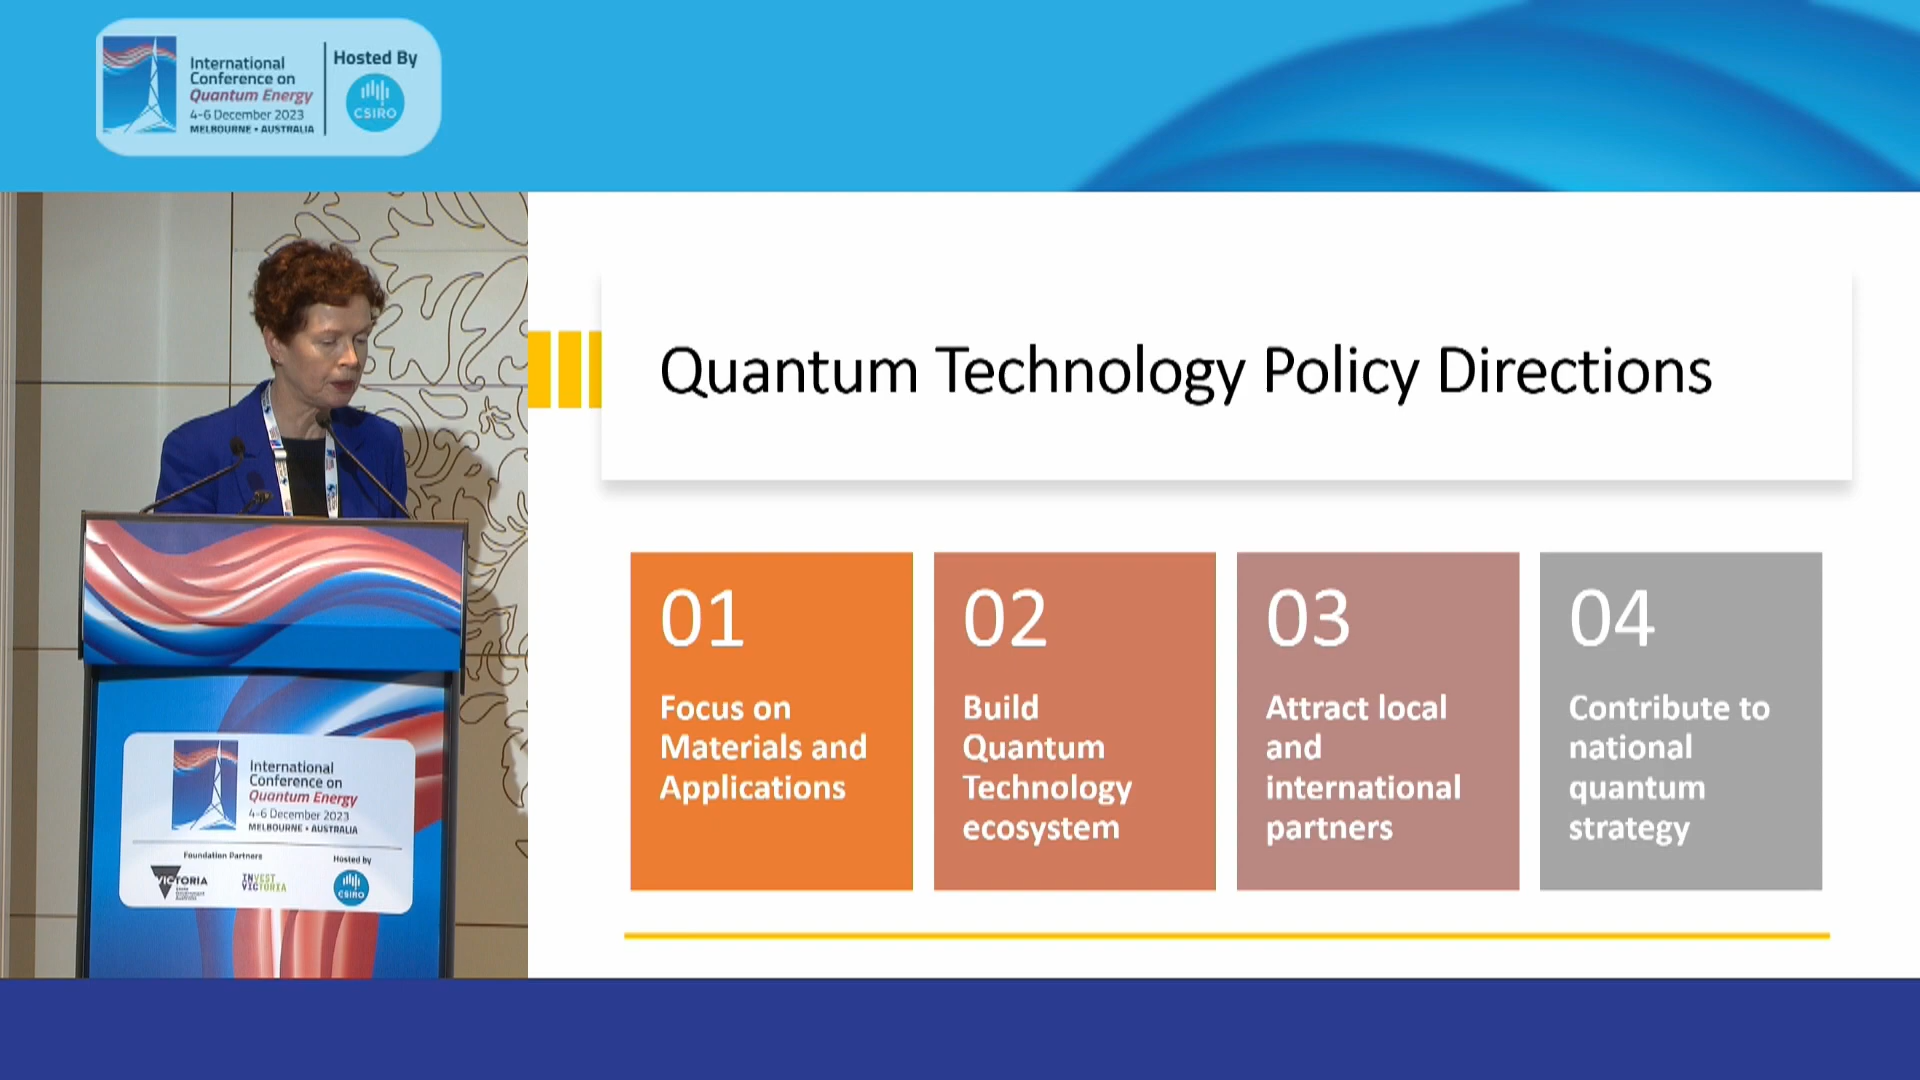 International
Conference on
Quantum Energy
4-6 December 2023
MELBOURNE • AUSTRALIA
Hosted By
CSIRO
Quantum Technology Policy Directions
01
Focus on
Materials and
Applications
02
Build
Quantum
Technology
ecosystem
03
Attract local
and
international
partners
04
Contribute to
national
quantum
strategy
International
Conference on
Quantum Energy
4-6 December 2023
MELBOURNE • AUSTRALIA
Foundation Partners
Hosted by
VICTORIA
INVEST
VICTORIA
CSIRO